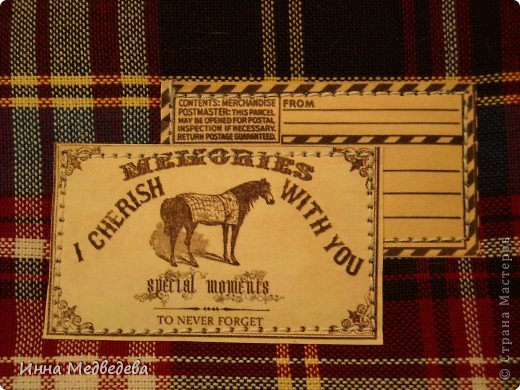 CONTENTS: MERCHANDISE
POSTMASTER: THIS PARCEL
MAY BE OPENED FOR POSTAL
INSPECTION IF NECESSARY.
RETURN POSTAGE GUARANTEED.
FROM
MEMORIES
I CHERISH WITH YOU
special moments
TO NEVER FORGET
Инна Медведева
© Страна Мастеров